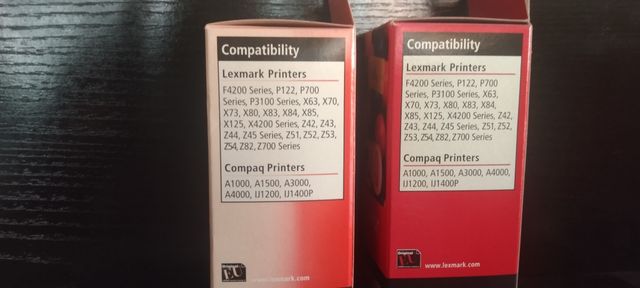 Compatibility
Lexmark Printers
F4200 Series, P122, P700
Series, P3100 Series, X63, X70,
X73, X80, X83, X84, X85,
X125, X4200 Series, Z42, Z43,
Z44, Z45 Series, Z51, Z52, Z53,
Z54, Z82, Z700 Series
Compaq Printers
A1000, A1500, A3000,
A4000, IJ1200, IJ1400P
www.lexmark.com
Compatibility
Lexmark Printers
F4200 Series, P122, P700
Series, P3100 Series, X63,
X70, X73, X80, X83, X84,
X85, X125, X4200 Series, Z42,
Z43, Z44, Z45 Series, Z51, Z52,
Z53, Z54, Z82, Z700 Series
Compaq Printers
A1000, A1500, A3000, A4000,
IJ1200, IJ1400P
Original
www.lexmark.com